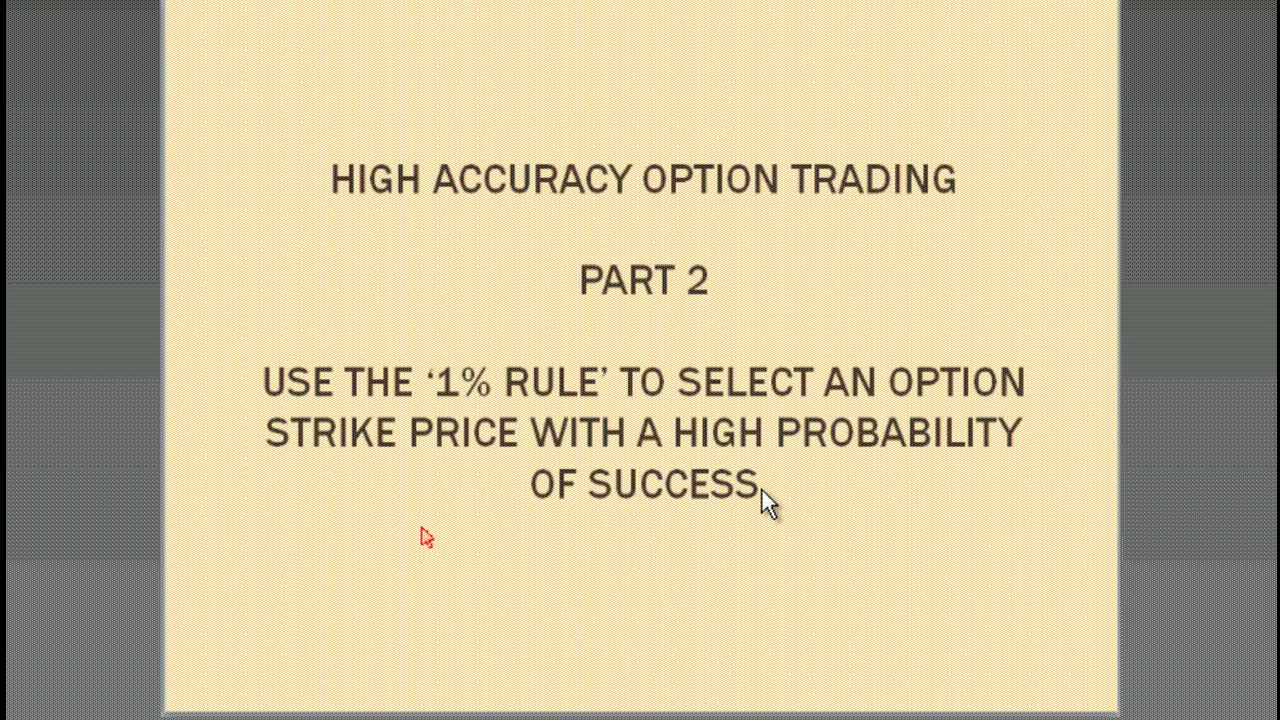 HIGH ACCURACY OPTION TRADING
PART 2
USE THE ‘1% RULE’ TO SELECT AN OPTION
STRIKE PRICE WITH A HIGH PROBABILITY
OF SUCCESS